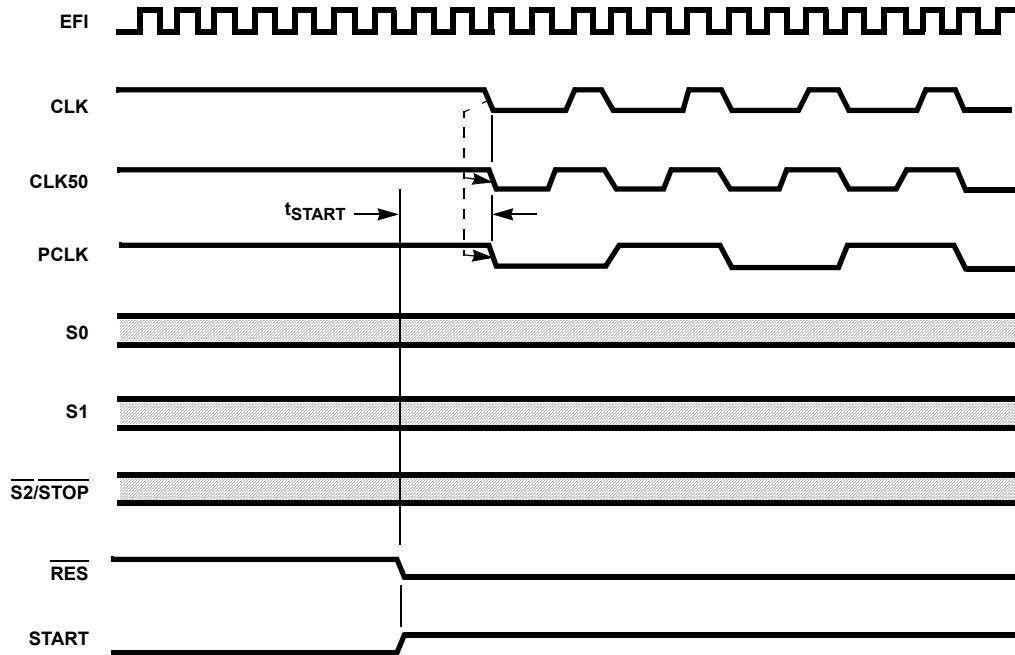 EFI
CLK
CLK50
tSTART
PCLK
S0
S1
S2/STOP
RES
START